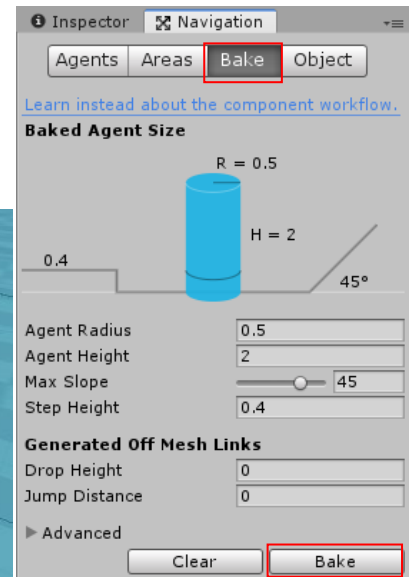 Inspector Navigation
Agents Areas Bake Object
Learn instead about the component workflow.
Baked Agent Size
R = 0.5
H = 2
0.4
45°
Agent Radius 0.5
Agent Height 2
Max Slope 45
Step Height 0.4
Generated Off Mesh Links
Drop Height 0
Jump Distance 0
Advanced
Clear Bake